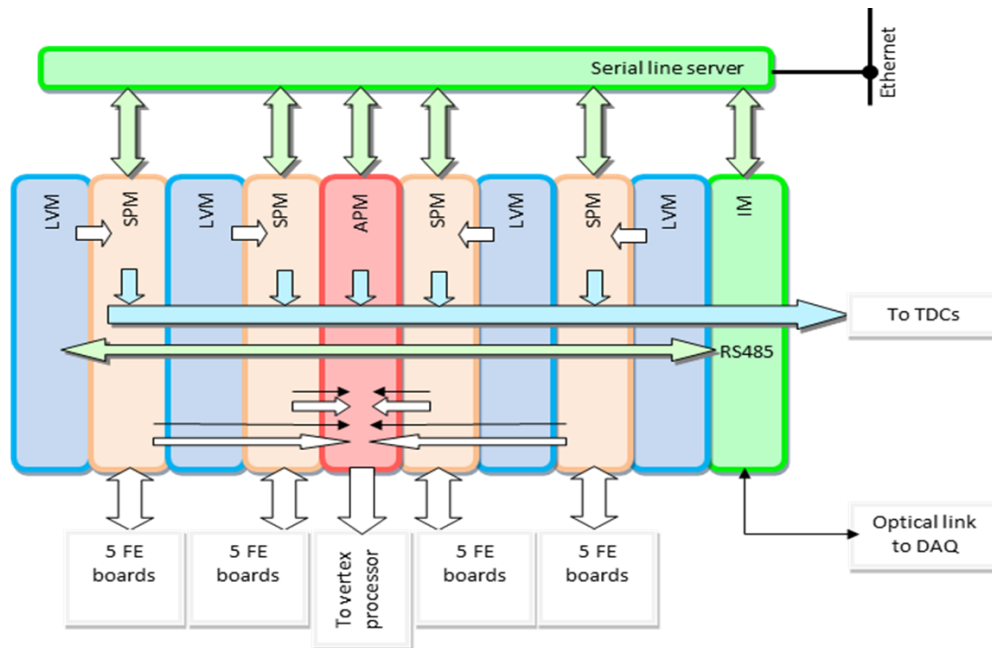 Serial line server
Ethernet
LVM
SPM
LVM
SPM
APM
SPM
LVM
SPM
LVM
IM
To TDCs
RS485
5 FE
boards
5 FE
boards
To vertex
processor
5 FE
boards
5 FE
boards
Optical link
to DAQ